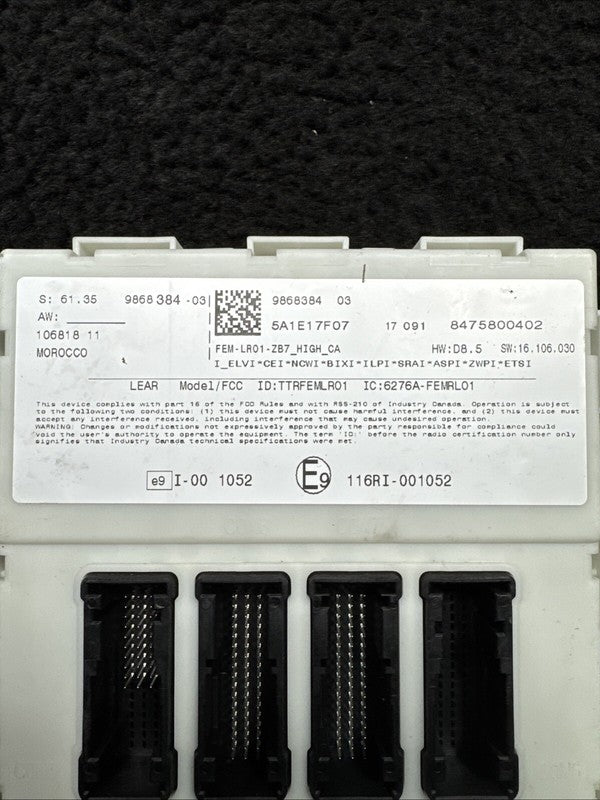 S: 61.35 9868384-03 9868384 03
AW:
5A1E17F07 17 091 8475800402
106818 11
MOROCCO FEM-LR01-ZB7_HIGH_CA HW:D8.5 SW:16.106.030
I_ELVI*CEI*NCWI*BIXI*ILPI*SRAI*ASPI*ZWPI*ETSI
LEAR Model/FCC ID:TTRFEMLR01 IC:6276A-FEMRL01
This device complies with part 15 of the FCC Rules and with RSS-210 of Industry Canada. Operation is subject
to the following two conditions: (1) this device must not cause harmful interference, and (2) this device must
accept any interference received, including interference that may cause undesired operation.
WARNING: Changes or modifications not expressively approved by the party responsible for compliance could
void the user's authority to operate the equipment. The term 'ID:' before the radio certification number only
signifies that Industry Canada technical specifications were met.
e9 I-00 1052 E9 116RI-001052